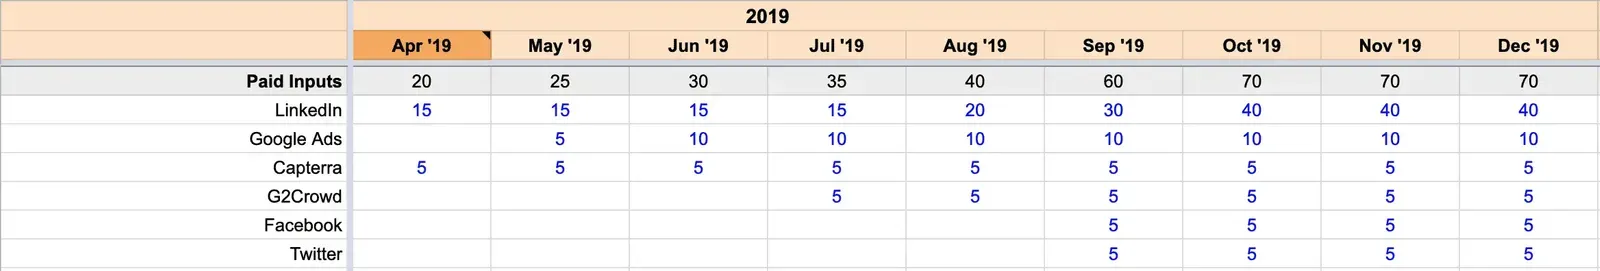 2019
Apr '19 May '19 Jun '19 Jul '19 Aug '19 Sep '19 Oct '19 Nov '19 Dec '19
Paid Inputs 20 25 30 35 40 60 70 70 70
LinkedIn 15 15 15 15 20 30 40 40 40
Google Ads 5 10 10 10 10 10 10 10
Capterra 5 5 5 5 5 5 5 5 5
G2Crowd 5 5 5 5 5 5
Facebook 5 5 5 5
Twitter 5 5 5 5